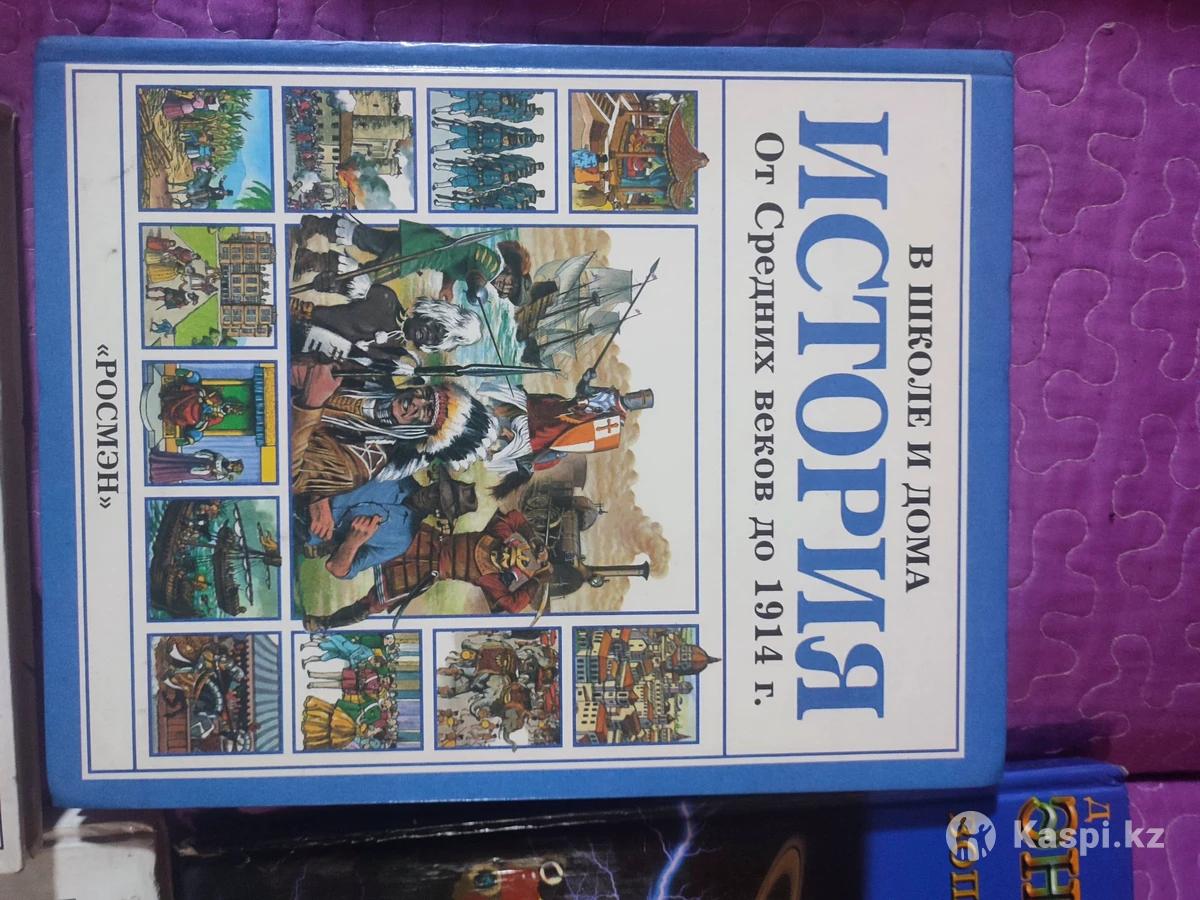 В ШКОЛЕ И ДОМА
ИСТОРИЯ
От Средних веков до 1914 г.
«РОСМЭН»
Kaspi.kz